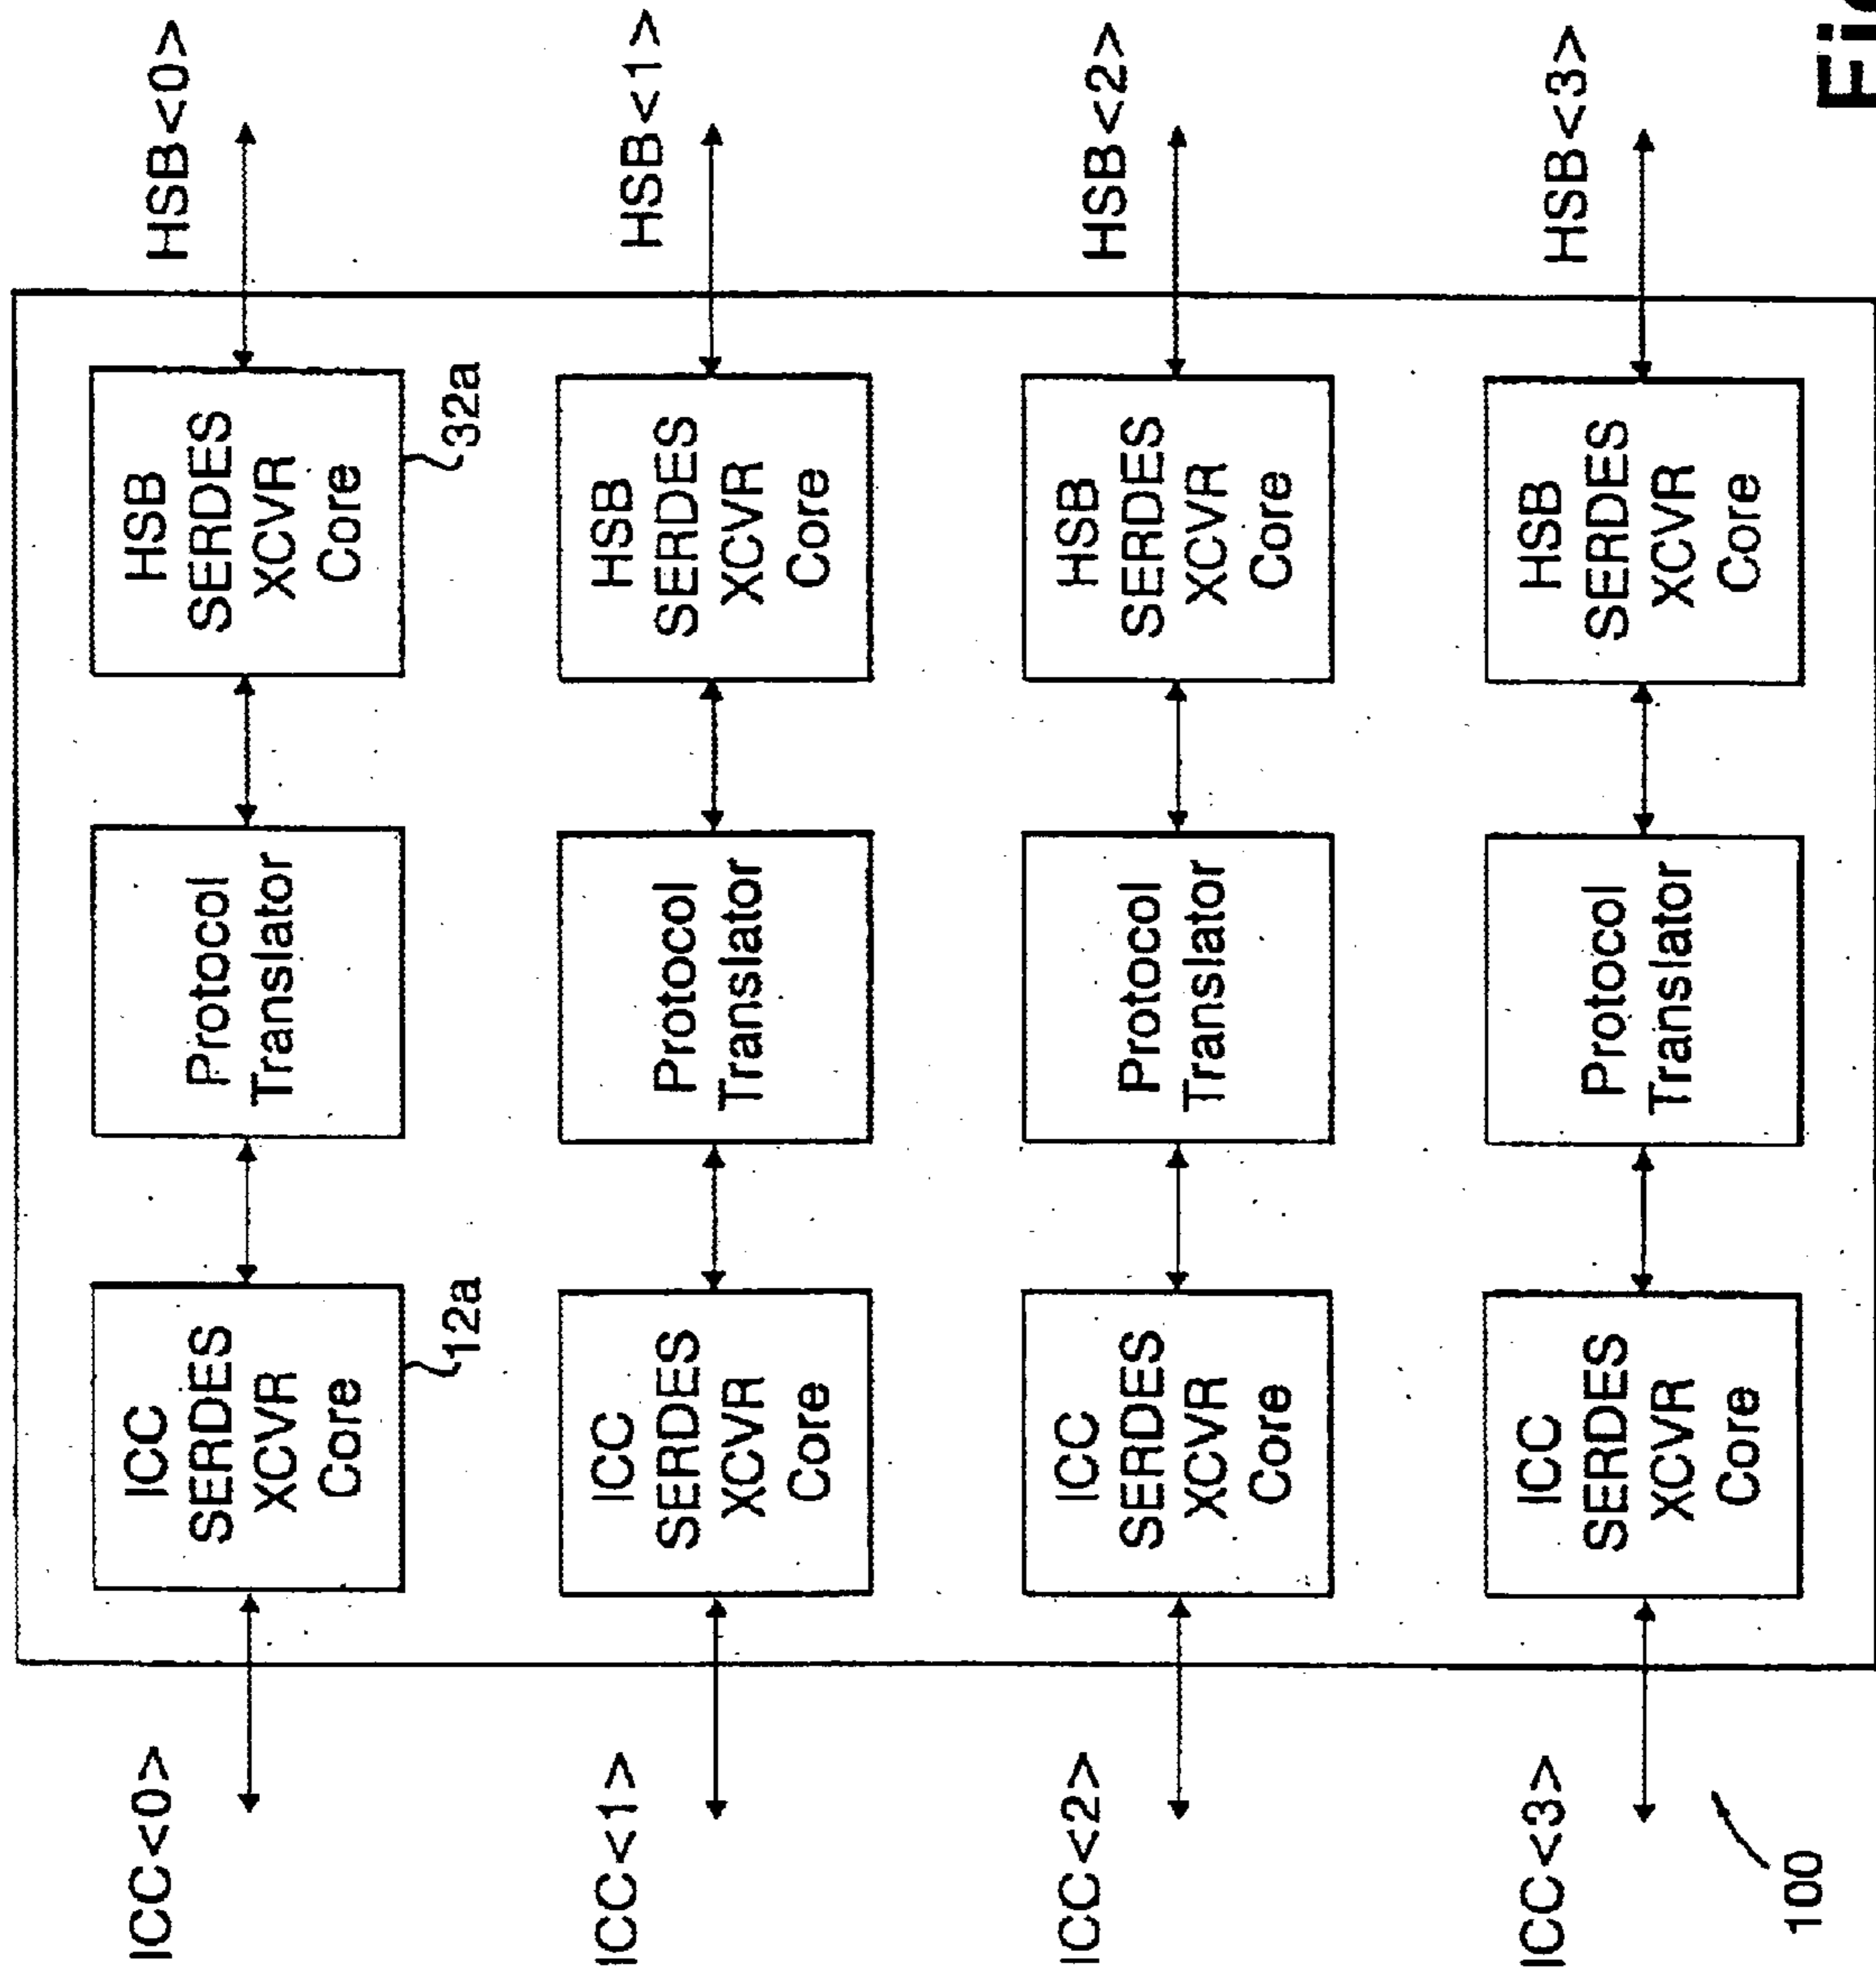 ICC<0>
ICC
SERDES
XCVR
Core
12a
Protocol
Translator
HSB
SERDES
XCVR
Core
32a
HSB<0>
ICC<1>
ICC
SERDES
XCVR
Core
Protocol
Translator
HSB
SERDES
XCVR
Core
HSB<1>
ICC<2>
ICC
SERDES
XCVR
Core
Protocol
Translator
HSB
SERDES
XCVR
Core
HSB<2>
ICC<3>
ICC
SERDES
XCVR
Core
Protocol
Translator
HSB
SERDES
XCVR
Core
HSB<3>
100